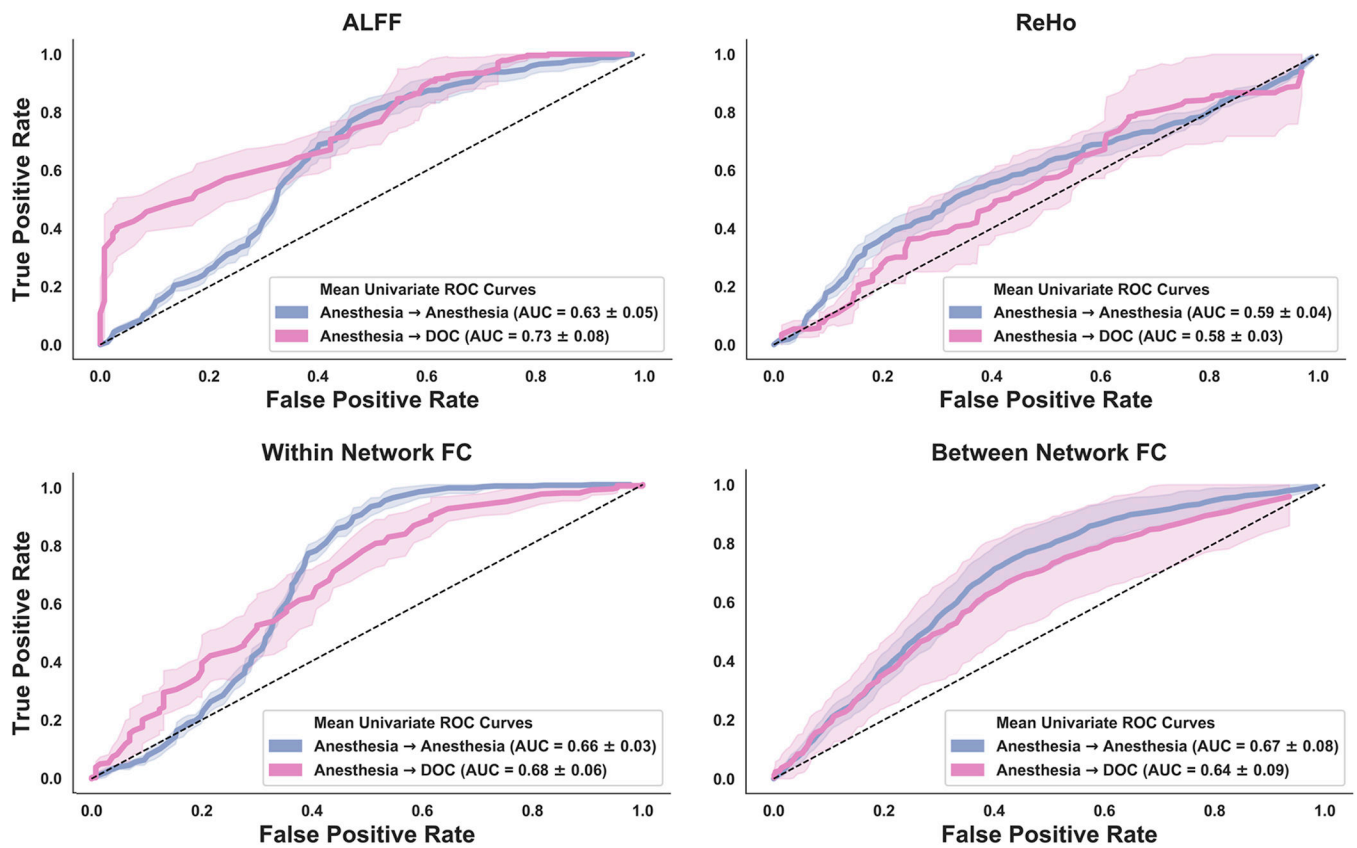 ALFF
True Positive Rate
1.0
0.8
0.6
0.4
0.2
0.0
Mean Univariate ROC Curves
Anesthesia → Anesthesia (AUC = 0.63 ± 0.05)
Anesthesia → DOC (AUC = 0.73 ± 0.08)
0.0 0.2 0.4 0.6 0.8 1.0
False Positive Rate
ReHo
1.0
0.8
0.6
0.4
0.2
0.0
Mean Univariate ROC Curves
Anesthesia → Anesthesia (AUC = 0.59 ± 0.04)
Anesthesia → DOC (AUC = 0.58 ± 0.03)
0.0 0.2 0.4 0.6 0.8 1.0
False Positive Rate
Within Network FC
True Positive Rate
1.0
0.8
0.6
0.4
0.2
0.0
Mean Univariate ROC Curves
Anesthesia → Anesthesia (AUC = 0.66 ± 0.03)
Anesthesia → DOC (AUC = 0.68 ± 0.06)
0.0 0.2 0.4 0.6 0.8 1.0
False Positive Rate
Between Network FC
1.0
0.8
0.6
0.4
0.2
0.0
Mean Univariate ROC Curves
Anesthesia → Anesthesia (AUC = 0.67 ± 0.08)
Anesthesia → DOC (AUC = 0.64 ± 0.09)
0.0 0.2 0.4 0.6 0.8 1.0
False Positive Rate